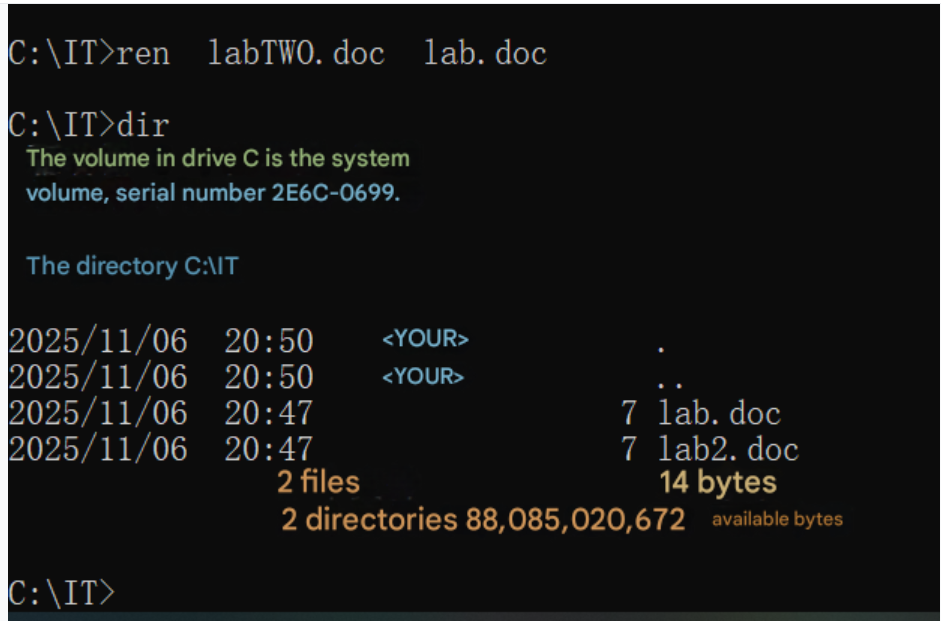 C:\IT>ren labTWO.doc lab.doc
C:\IT>dir
The volume in drive C is the system
volume, serial number 2E6C-0699.
The directory C:\IT
2025/11/06 20:50 <YOUR> .
2025/11/06 20:50 <YOUR> ..
2025/11/06 20:47 7 lab.doc
2025/11/06 20:47 7 lab2.doc
2 files 14 bytes
2 directories 88,085,020,672 available bytes
C:\IT>